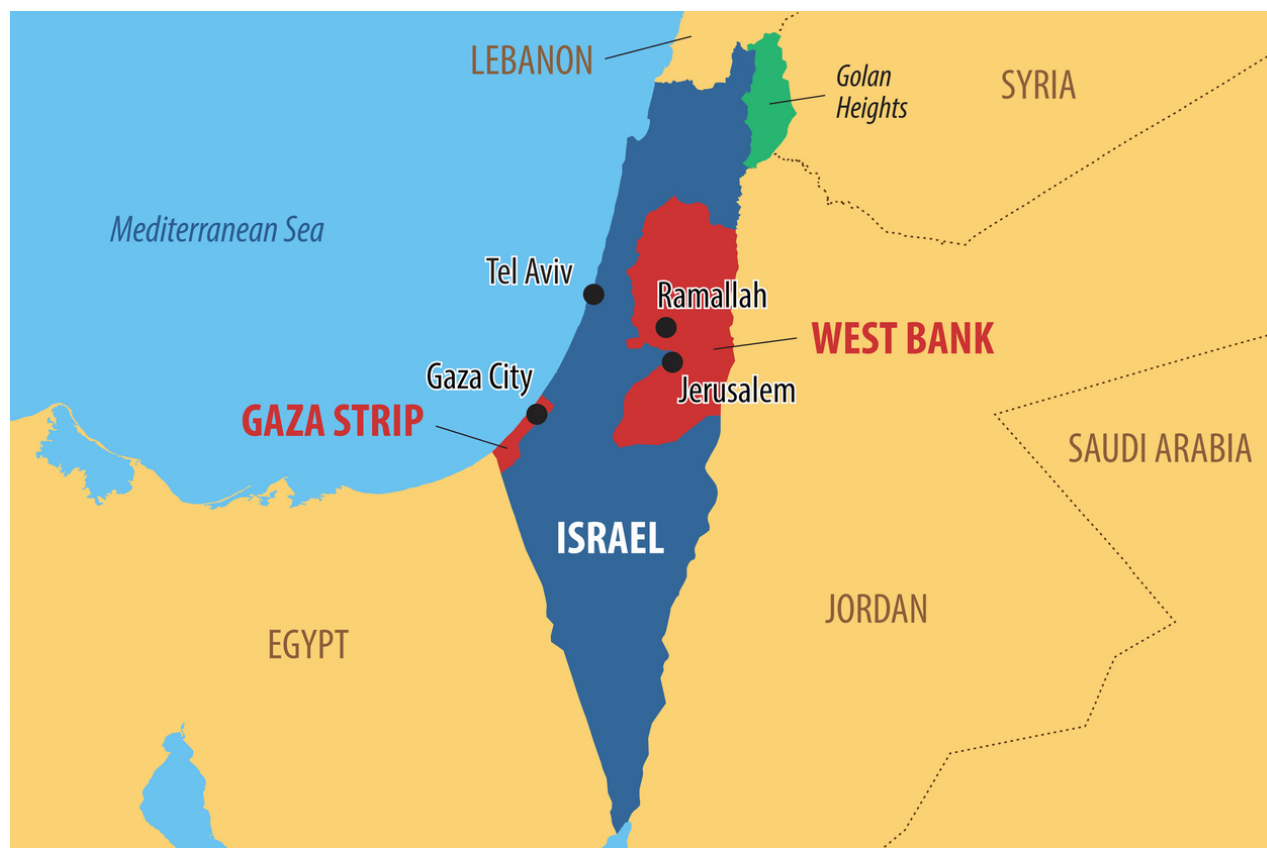 LEBANON
Golan
Heights
SYRIA
Mediterranean Sea
Tel Aviv
Ramallah
WEST BANK
Gaza City
Jerusalem
GAZA STRIP
SAUDI ARABIA
ISRAEL
JORDAN
EGYPT